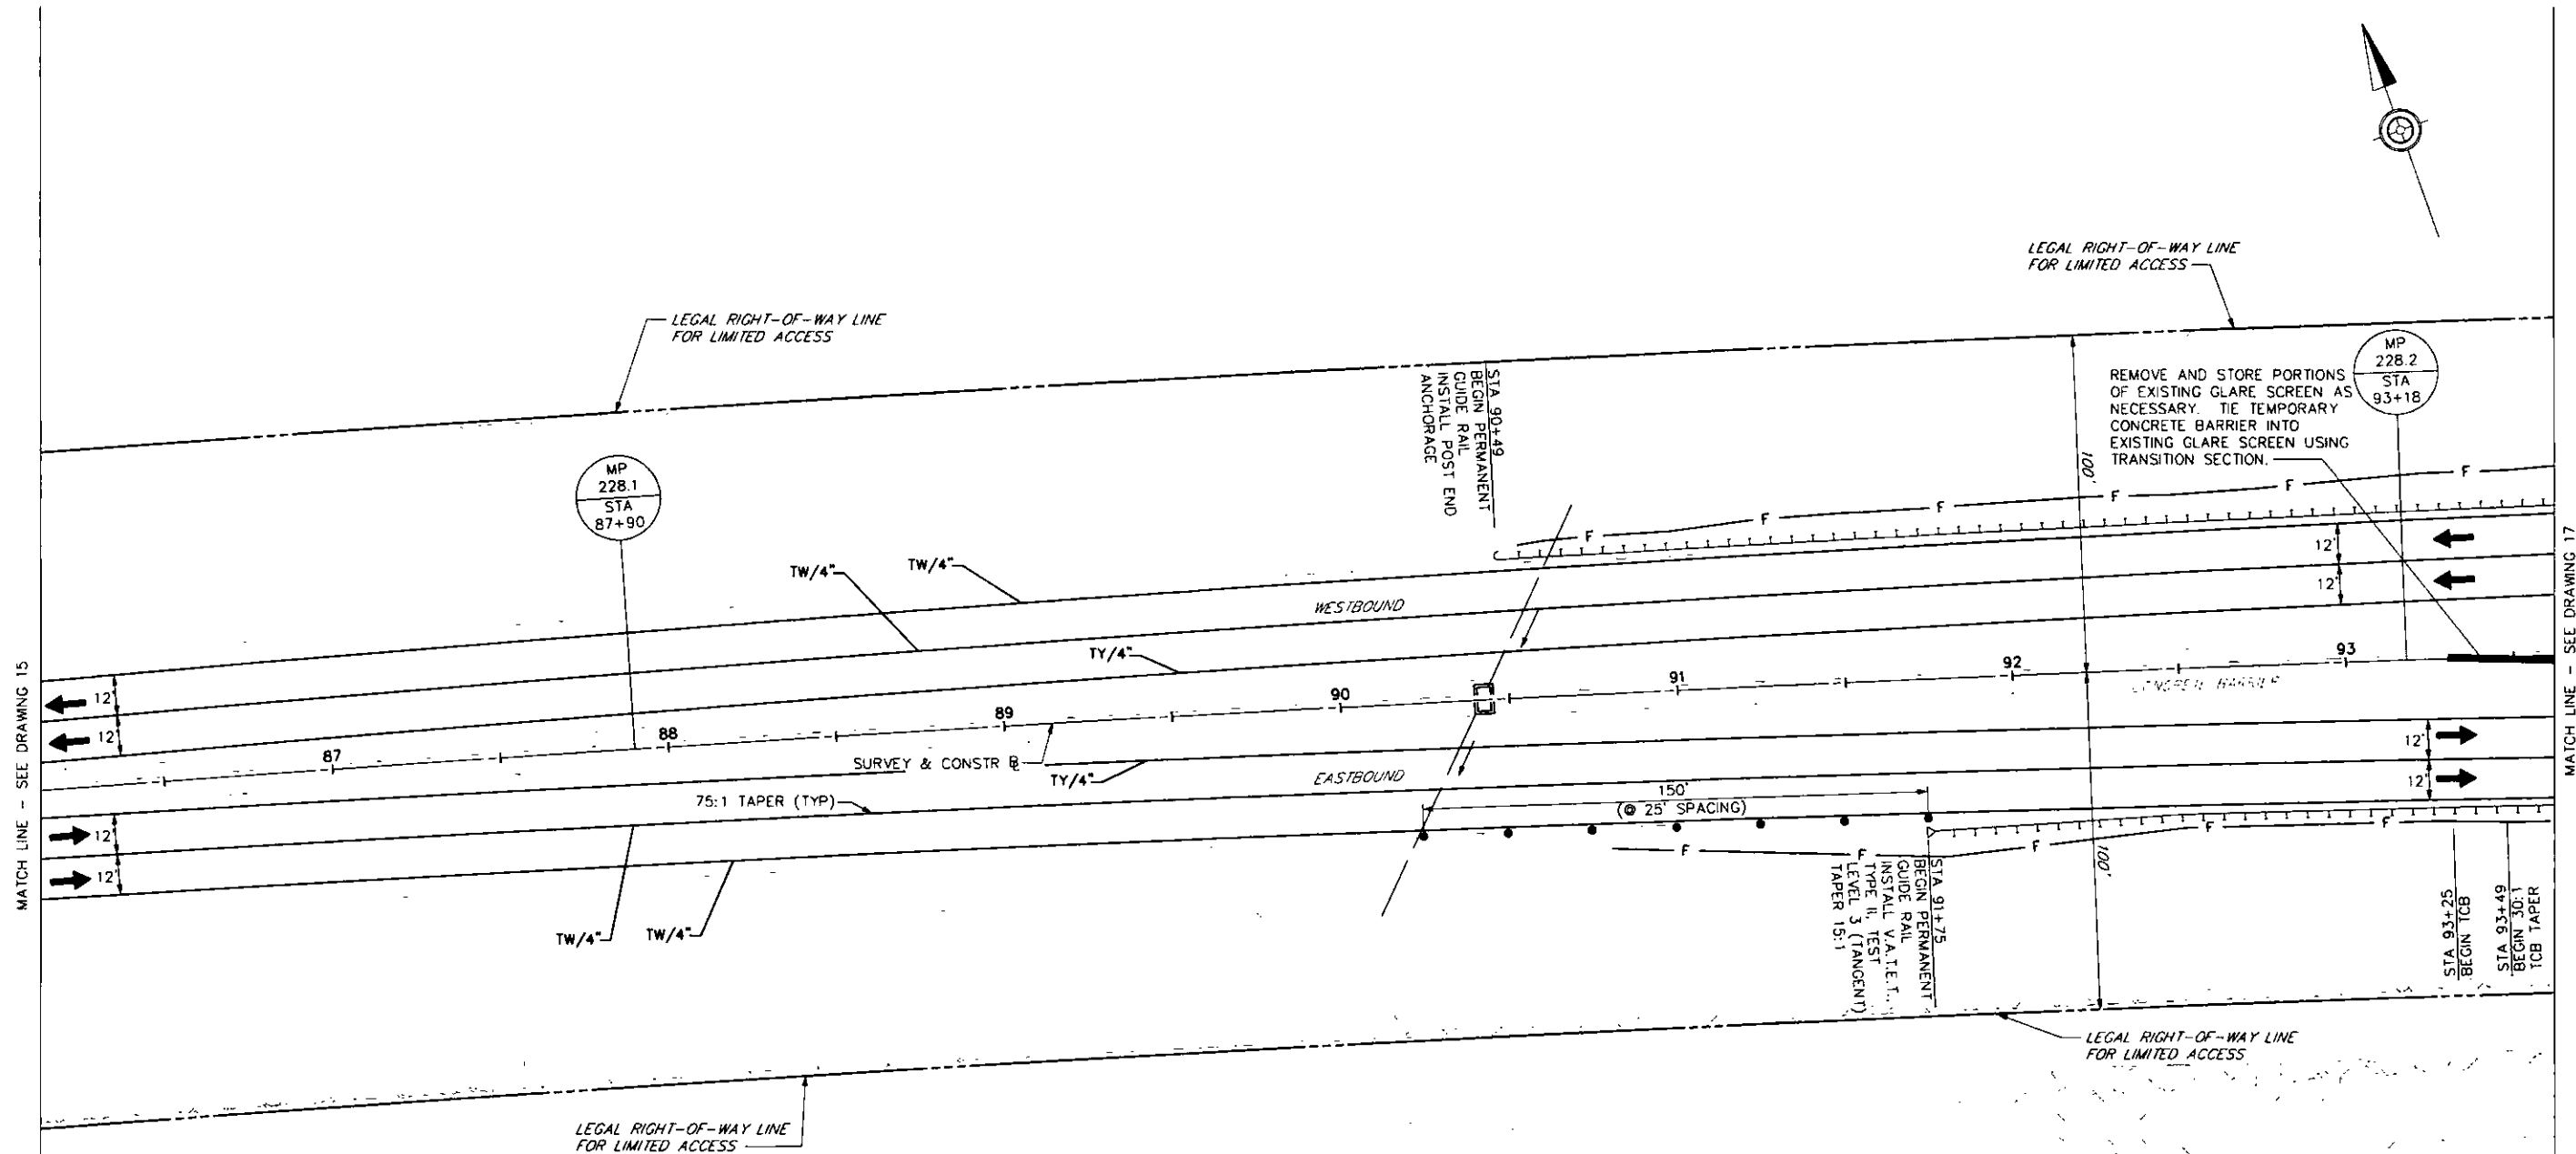 LEGAL RIGHT-OF-WAY LINE
FOR LIMITED ACCESS
LEGAL RIGHT-OF-WAY LINE
FOR LIMITED ACCESS
MP
228.2
STA
93+18
REMOVE AND STORE PORTIONS
OF EXISTING GLARE SCREEN AS
NECESSARY. TIE TEMPORARY
CONCRETE BARRIER INTO
EXISTING GLARE SCREEN USING
TRANSITION SECTION.
STA 90+49
BEGIN PERMANENT
GUIDE RAIL
INSTALL POST END
ANCHORAGE
MP
228.1
STA
87+90
100'
F
F
F
F
F
F
12'
12'
TW/4"
TW/4"
WESTBOUND
TY/4"
MATCH LINE - SEE DRAWING 15
MATCH LINE - SEE DRAWING 17
12'
12'
87
88
89
90
91
92
93
BARRIER
SURVEY & CONSTR BL
TY/4"
EASTBOUND
75:1 TAPER (TYP)
150'
(@ 25' SPACING)
12'
12'
12'
12'
F
F
F
F
F
100'
TW/4"
TW/4"
STA 91+75
BEGIN PERMANENT
GUIDE RAIL
INSTALL V.A.T.E.T.,
TYPE II, TEST
LEVEL 3 (TANGENT)
TAPER 15:1
STA 93+25
BEGIN TCB
STA 93+49
BEGIN 30:1
TCB TAPER
LEGAL RIGHT-OF-WAY LINE
FOR LIMITED ACCESS
LEGAL RIGHT-OF-WAY LINE
FOR LIMITED ACCESS